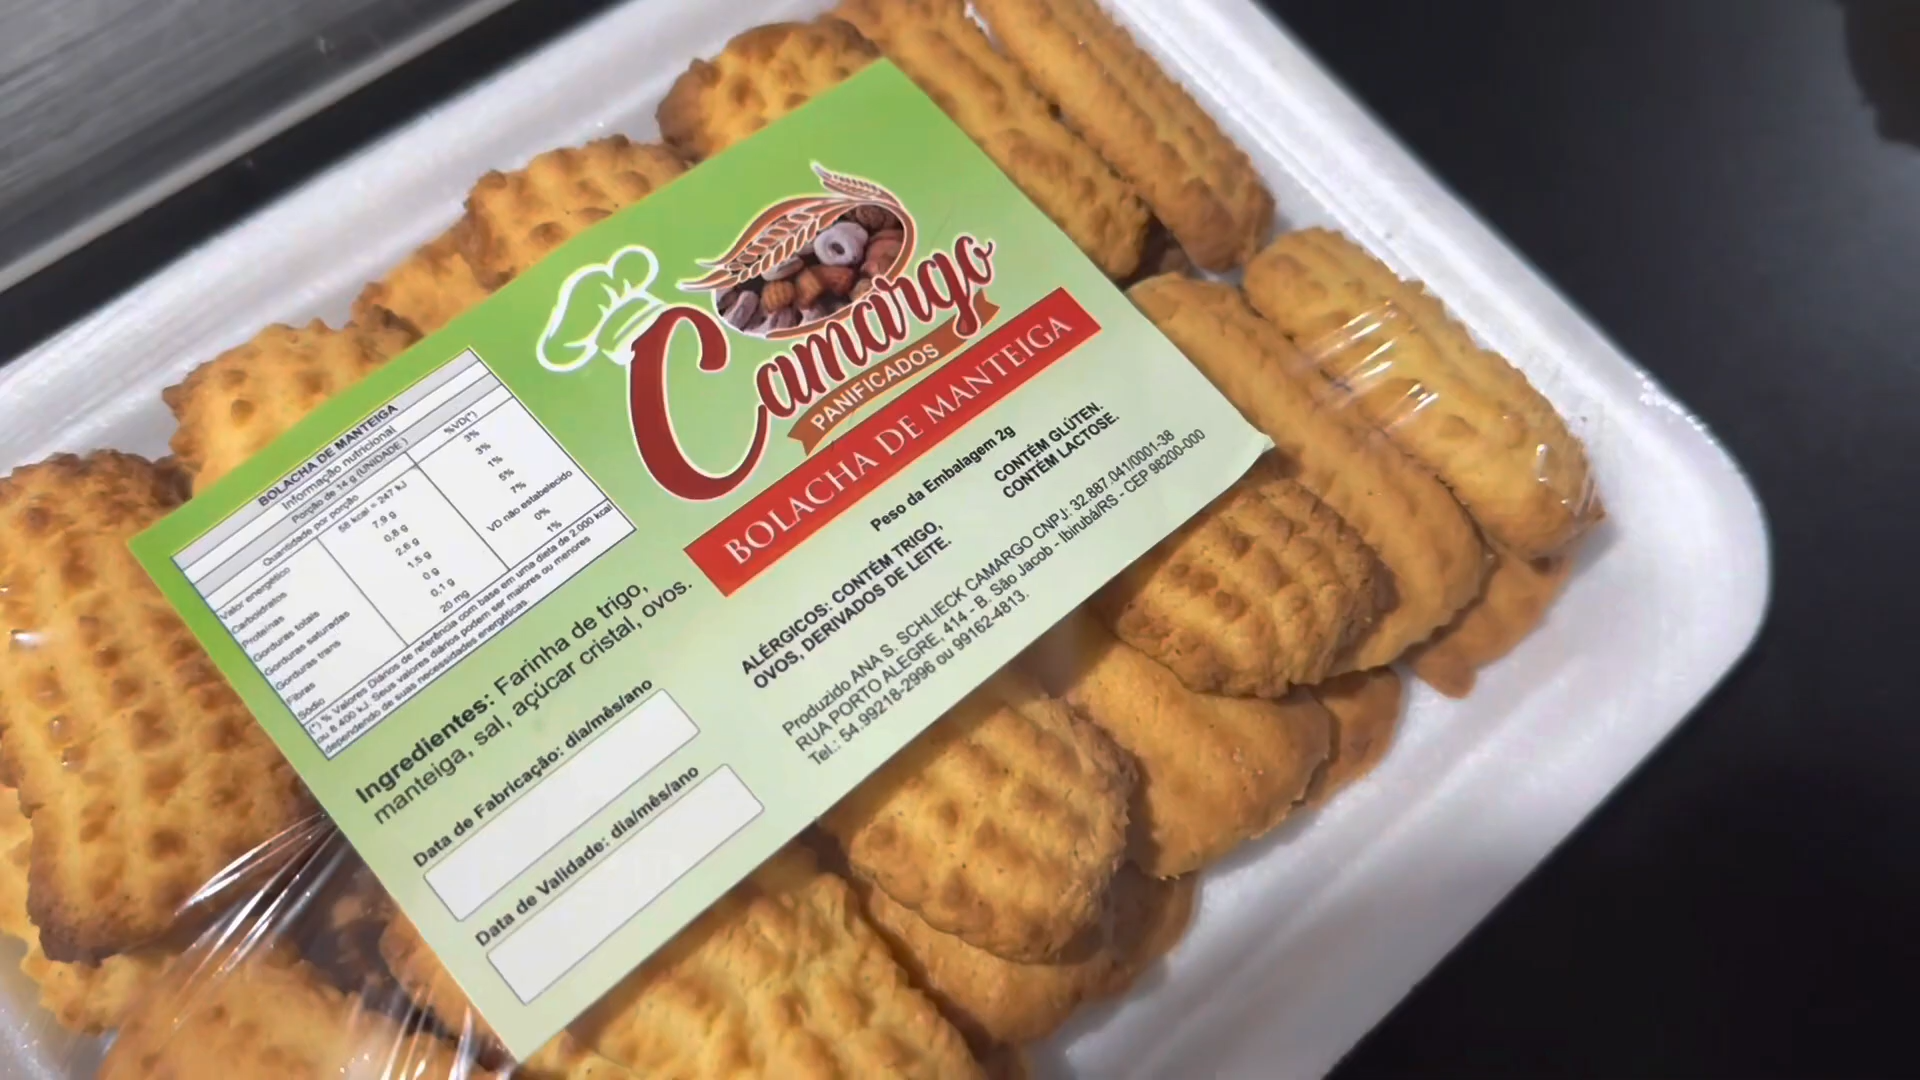 Camargo
PANIFICADOS
BOLACHA DE MANTEIGA
Peso da Embalagem 2g
CONTÉM GLÚTEN.
CONTÉM LACTOSE.
ALÉRGICOS: CONTÉM TRIGO,
OVOS, DERIVADOS DE LEITE.
Produzido ANA S. SCHLIECK CAMARGO CNPJ: 32.887.041/0001-38
RUA PORTO ALEGRE, 414 - B. São Jacob - Ibirubá/RS - CEP 98200-000
Tel.: 54.99218-2996 ou 99162-4813.
BOLACHA DE MANTEIGA
Informação nutricional
Porção de 14 g (UNIDADE)
Quantidade por porção %VD(*)
Valor energético 58 kcal = 247 kJ 3%
Carboidratos 7,9 g 3%
Proteínas 0,8 g 1%
Gorduras totais 2,6 g 5%
Gorduras saturadas 1,5 g 7%
Gorduras trans 0 g VD não estabelecido
Fibras 0,1 g 0%
Sódio 20 mg 1%
(*) % Valores Diários de referência com base em uma dieta de 2.000 kcal
ou 8.400 kJ. Seus valores diários podem ser maiores ou menores
dependendo de suas necessidades energéticas.
Ingredientes: Farinha de trigo,
manteiga, sal, açúcar cristal, ovos.
Data de Fabricação: dia/mês/ano
Data de Validade: dia/mês/ano